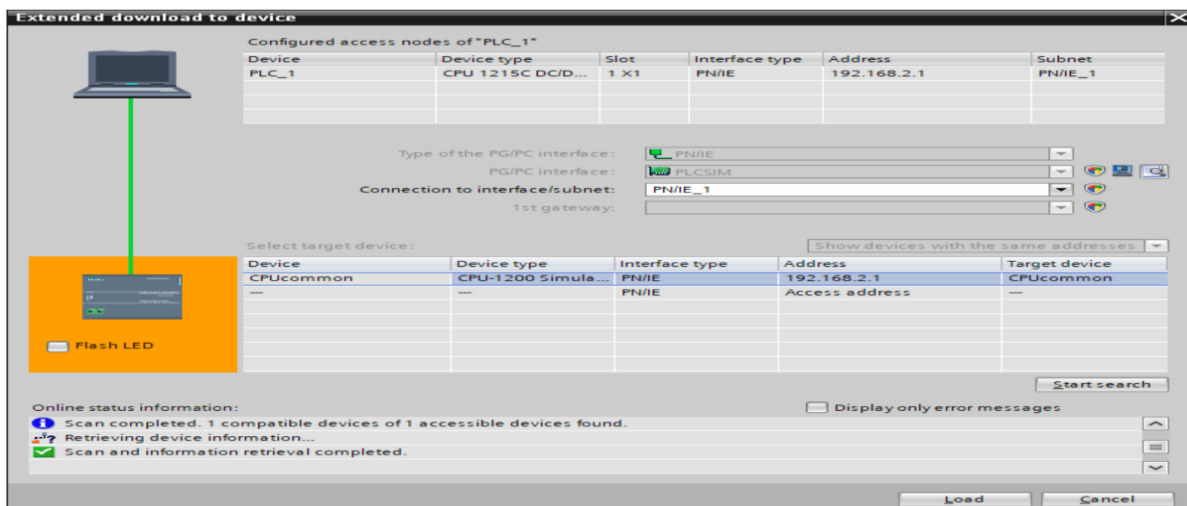 Extended download to device
Configured access nodes of "PLC_1"
Device Device type Slot Interface type Address Subnet
PLC_1 CPU 1215C DC/D... 1 X1 PN/IE 192.168.2.1 PN/IE_1
Type of the PG/PC interface: PN/IE
PG/PC interface: PLCSIM
Connection to interface/subnet: PN/IE_1
1st gateway:
Select target device: Show devices with the same addresses
Device Device type Interface type Address Target device
CPUcommon CPU-1200 Simula... PN/IE 192.168.2.1 CPUcommon
— — PN/IE Access address —
Flash LED
Start search
Online status information: Display only error messages
Scan completed. 1 compatible devices of 1 accessible devices found.
Retrieving device information...
Scan and information retrieval completed.
Load Cancel